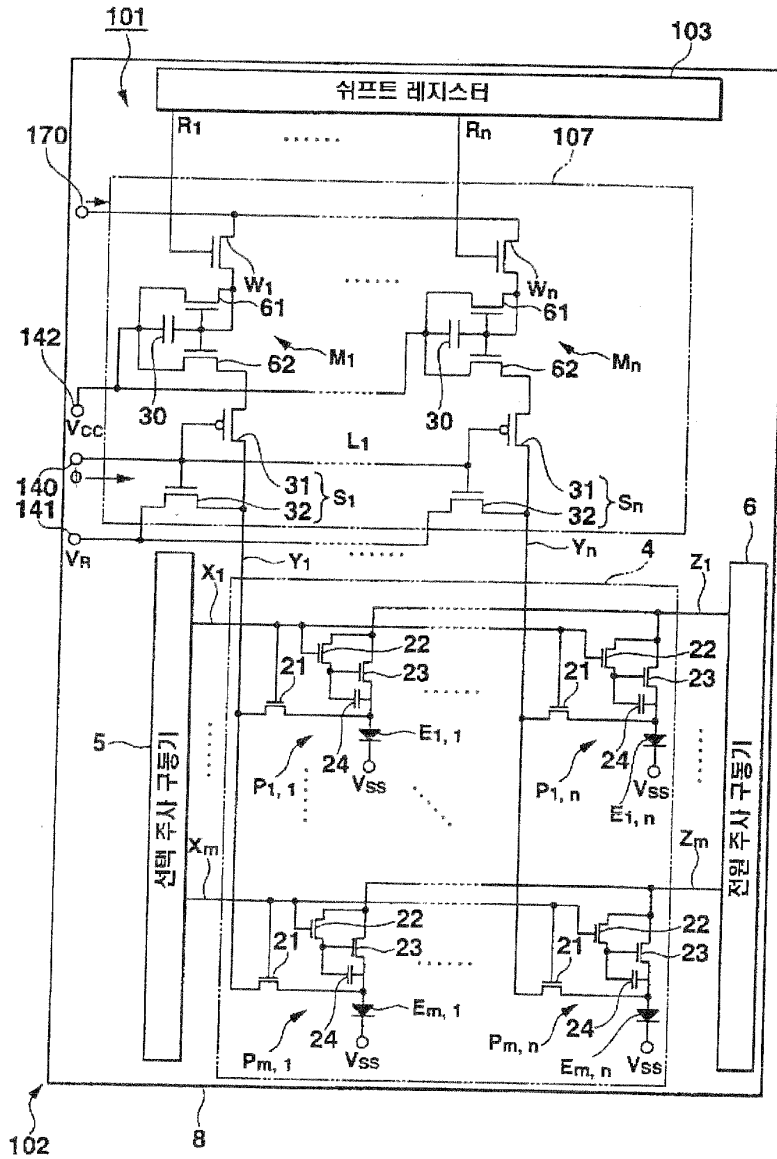 101
103
쉬프트 레지스터
R1
Rn
170
107
W1
Wn
61
61
142
30
M1
62
30
Mn
62
VCC
L1
31
32
S1
31
32
Sn
140
Φ
141
VR
Y1
Yn
4
6
X1
Z1
22
22
21
23
21
23
5
선택 주사 구동기
전원 주사 구동기
24
E1, 1
24
P1, 1
VSS
P1, n
VSS
Ei, n
Xm
Zm
22
22
21
23
21
23
24
Em, 1
24
Pm, 1
VSS
Pm, n
Em, n
VSS
102
8